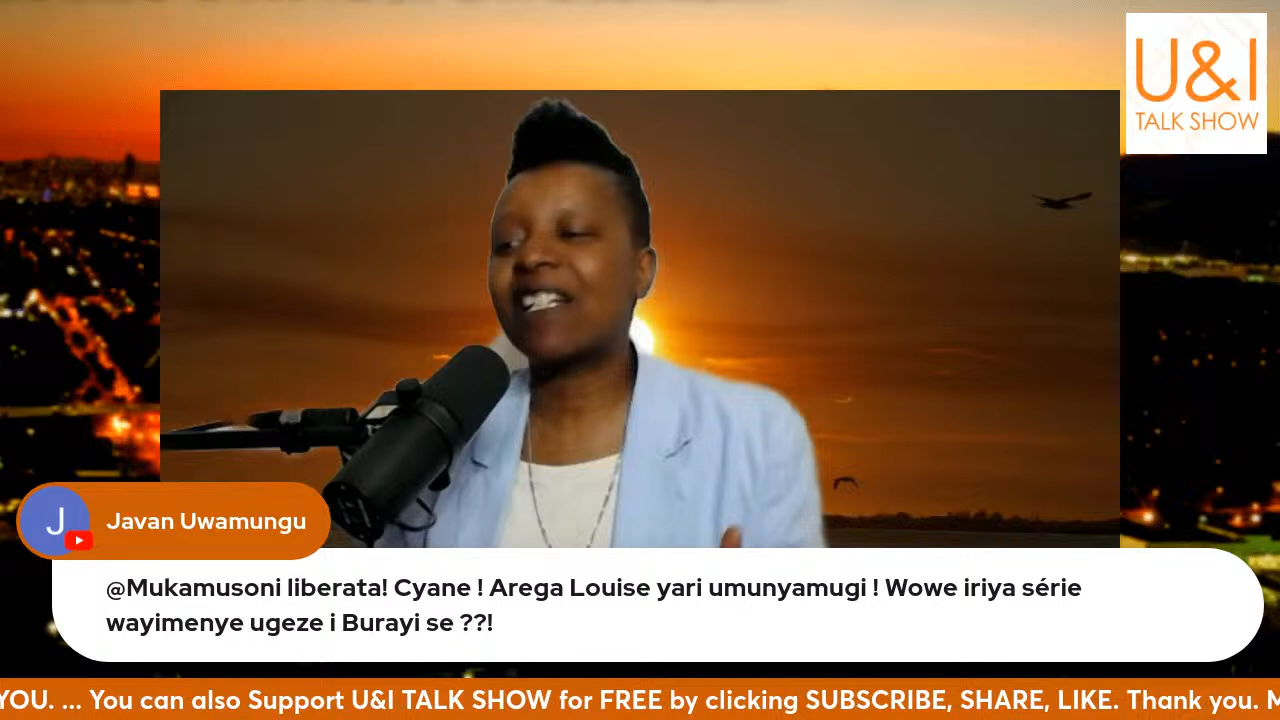 U&I
TALK SHOW
J
Javan Uwamungu
@Mukamusoni liberata! Cyane ! Arega Louise yari umunyamugi ! Wowe iriya série
wayimenye ugeze i Burayi se ??!
YOU. ... You can also Support U&I TALK SHOW for FREE by clicking SUBSCRIBE, SHARE, LIKE. Thank you.